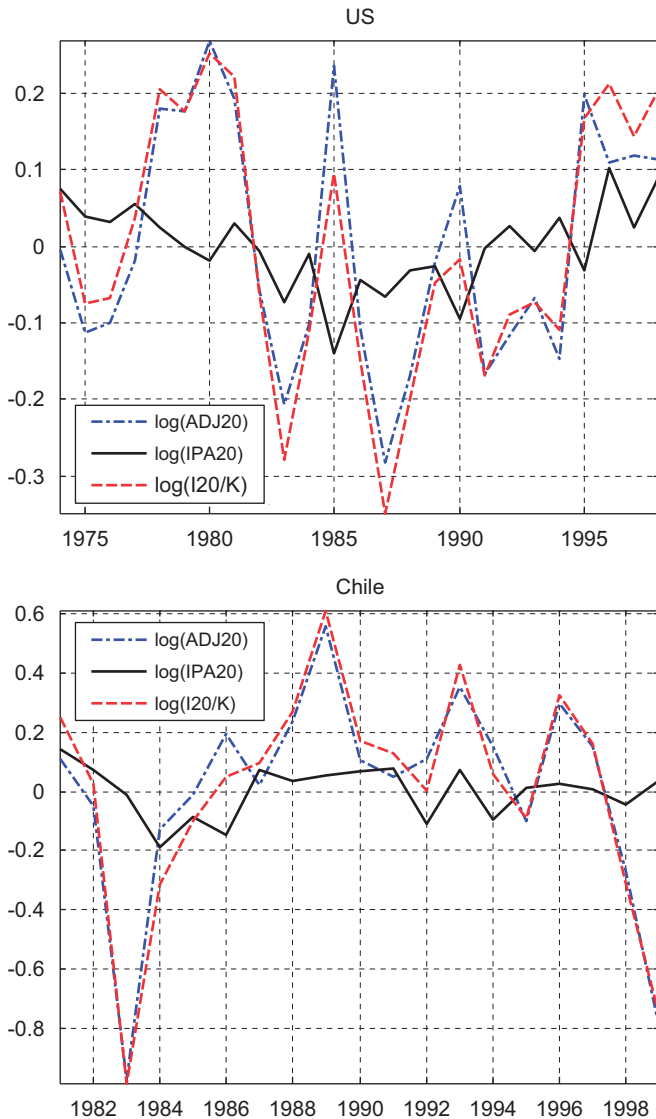 US
0.2
0.1
0
-0.1
-0.2
-0.3
log(ADJ20)
log(IPA20)
log(I20/K)
1975 1980 1985 1990 1995
Chile
0.6
0.4
0.2
0
-0.2
-0.4
-0.6
-0.8
log(ADJ20)
log(IPA20)
log(I20/K)
1982 1984 1986 1988 1990 1992 1994 1996 1998